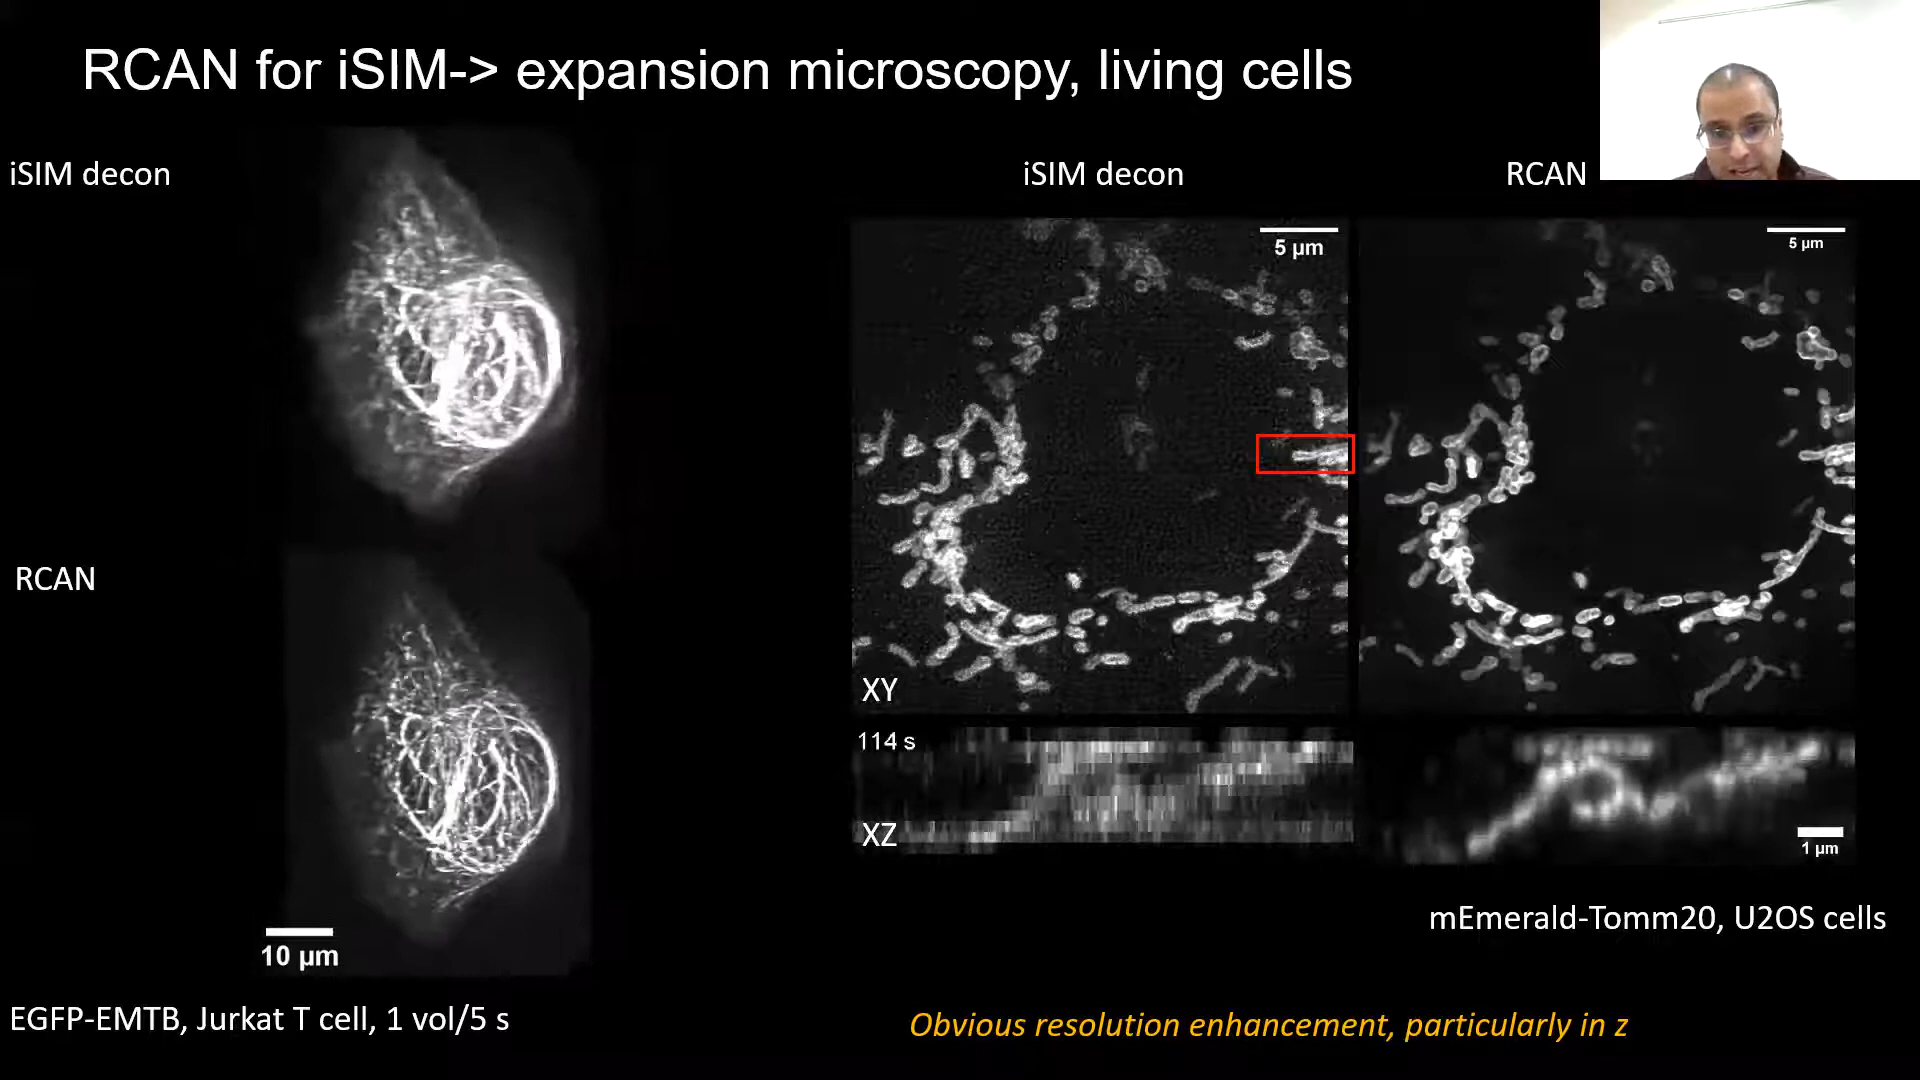 RCAN for iSIM-> expansion microscopy, living cells
iSIM decon
RCAN
10 µm
EGFP-EMTB, Jurkat T cell, 1 vol/5 s
iSIM decon
RCAN
5 µm
5 µm
XY
114 s
XZ
1 µm
mEmerald-Tomm20, U2OS cells
Obvious resolution enhancement, particularly in z